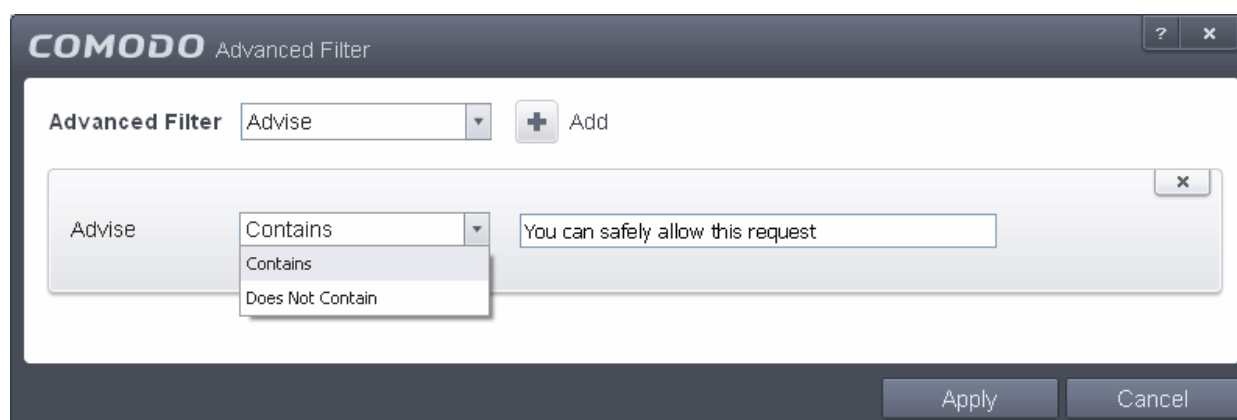 COMODO Advanced Filter ? x
Advanced Filter Advise + Add
x
Advise Contains You can safely allow this request
Contains
Does Not Contain
Apply Cancel